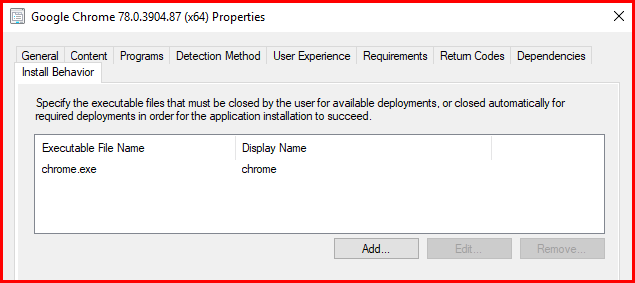 Google Chrome 78.0.3904.87 (x64) Properties
General Content Programs Detection Method User Experience Requirements Return Codes Dependencies
Install Behavior
Specify the executable files that must be closed by the user for available deployments, or closed automatically for
required deployments in order for the application installation to succeed.
Executable File Name Display Name
chrome.exe chrome
Add... Edit... Remove...